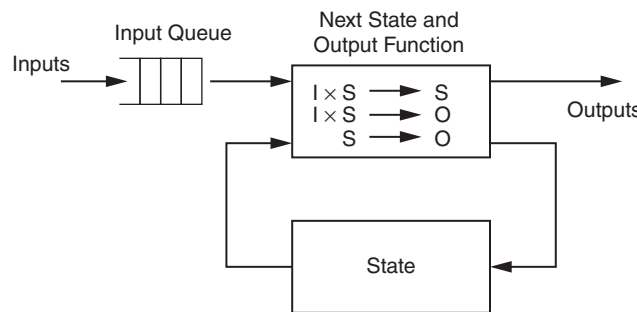 Next State and
Output Function
Input Queue
Inputs
I × S → S
I × S → O
S → O
Outputs
State